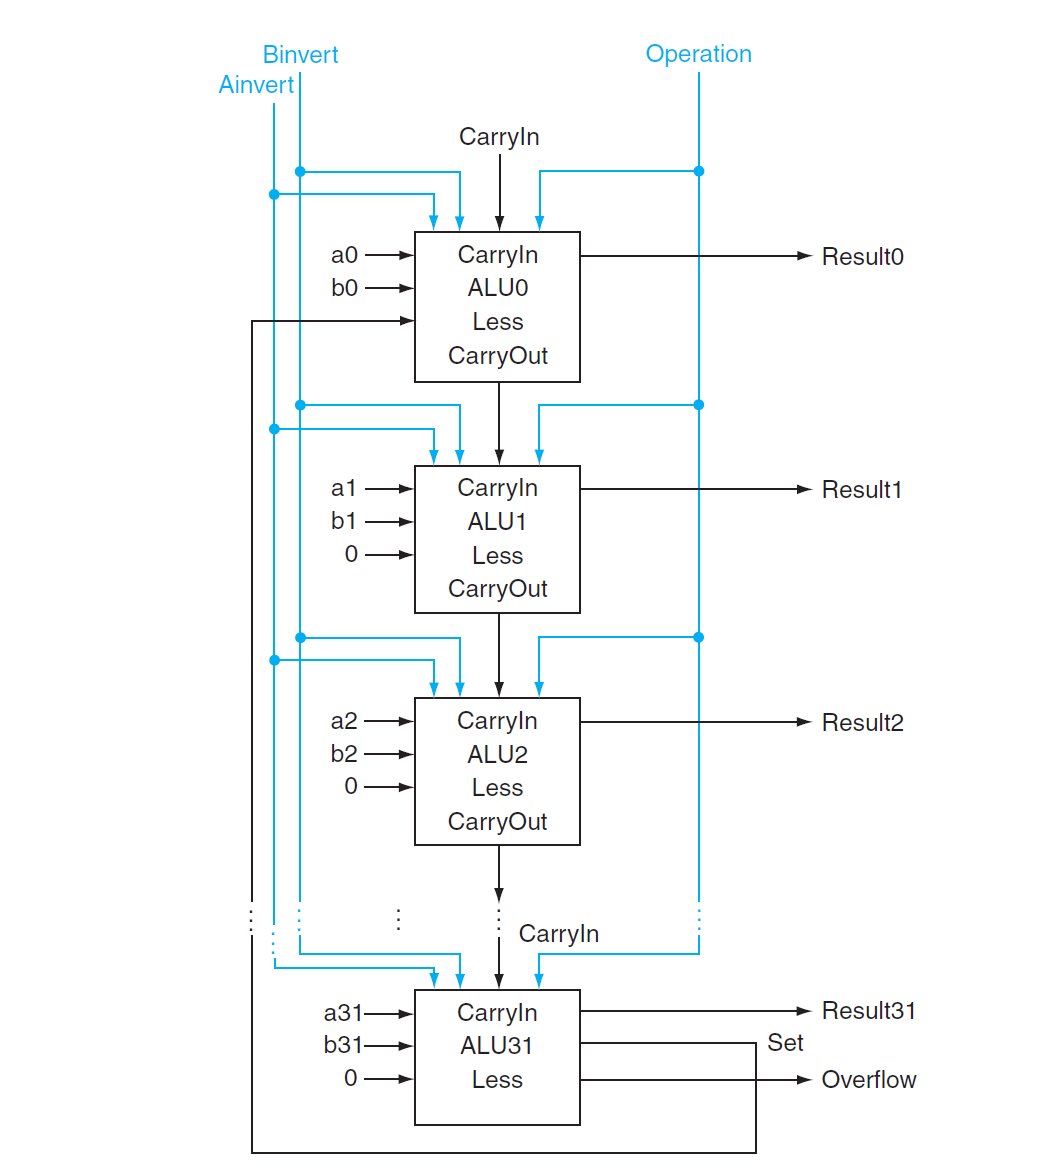 Binvert
Operation
Ainvert
CarryIn
a0
CarryIn
Result0
b0
ALU0
Less
CarryOut
a1
CarryIn
Result1
b1
ALU1
0
Less
CarryOut
a2
CarryIn
Result2
b2
ALU2
0
Less
CarryOut
CarryIn
a31
CarryIn
Result31
b31
ALU31
Set
0
Less
Overflow